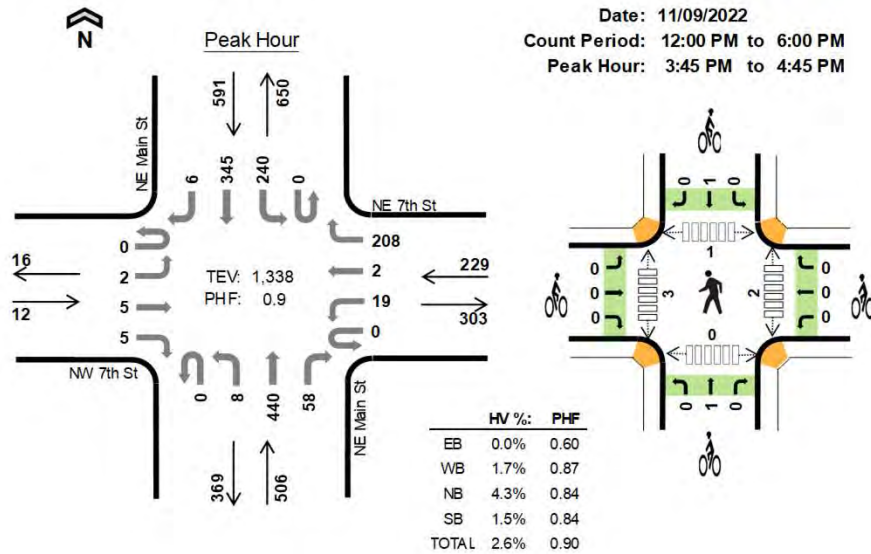 Date: 11/09/2022
Count Period: 12:00 PM to 6:00 PM
Peak Hour: 3:45 PM to 4:45 PM
N
Peak Hour
591
650
NE Main St
6
345
240
0
NE 7th St
0
2
5
5
16
12
TEV: 1,338
PHF: 0.9
208
2
19
0
229
303
NW 7th St
0
8
440
58
NE Main St
369
506
0
1
0
1
0
0
0
3
2
0
0
0
0
0
1
0
HV %: PHF
EB 0.0% 0.60
WB 1.7% 0.87
NB 4.3% 0.84
SB 1.5% 0.84
TOTAL 2.6% 0.90